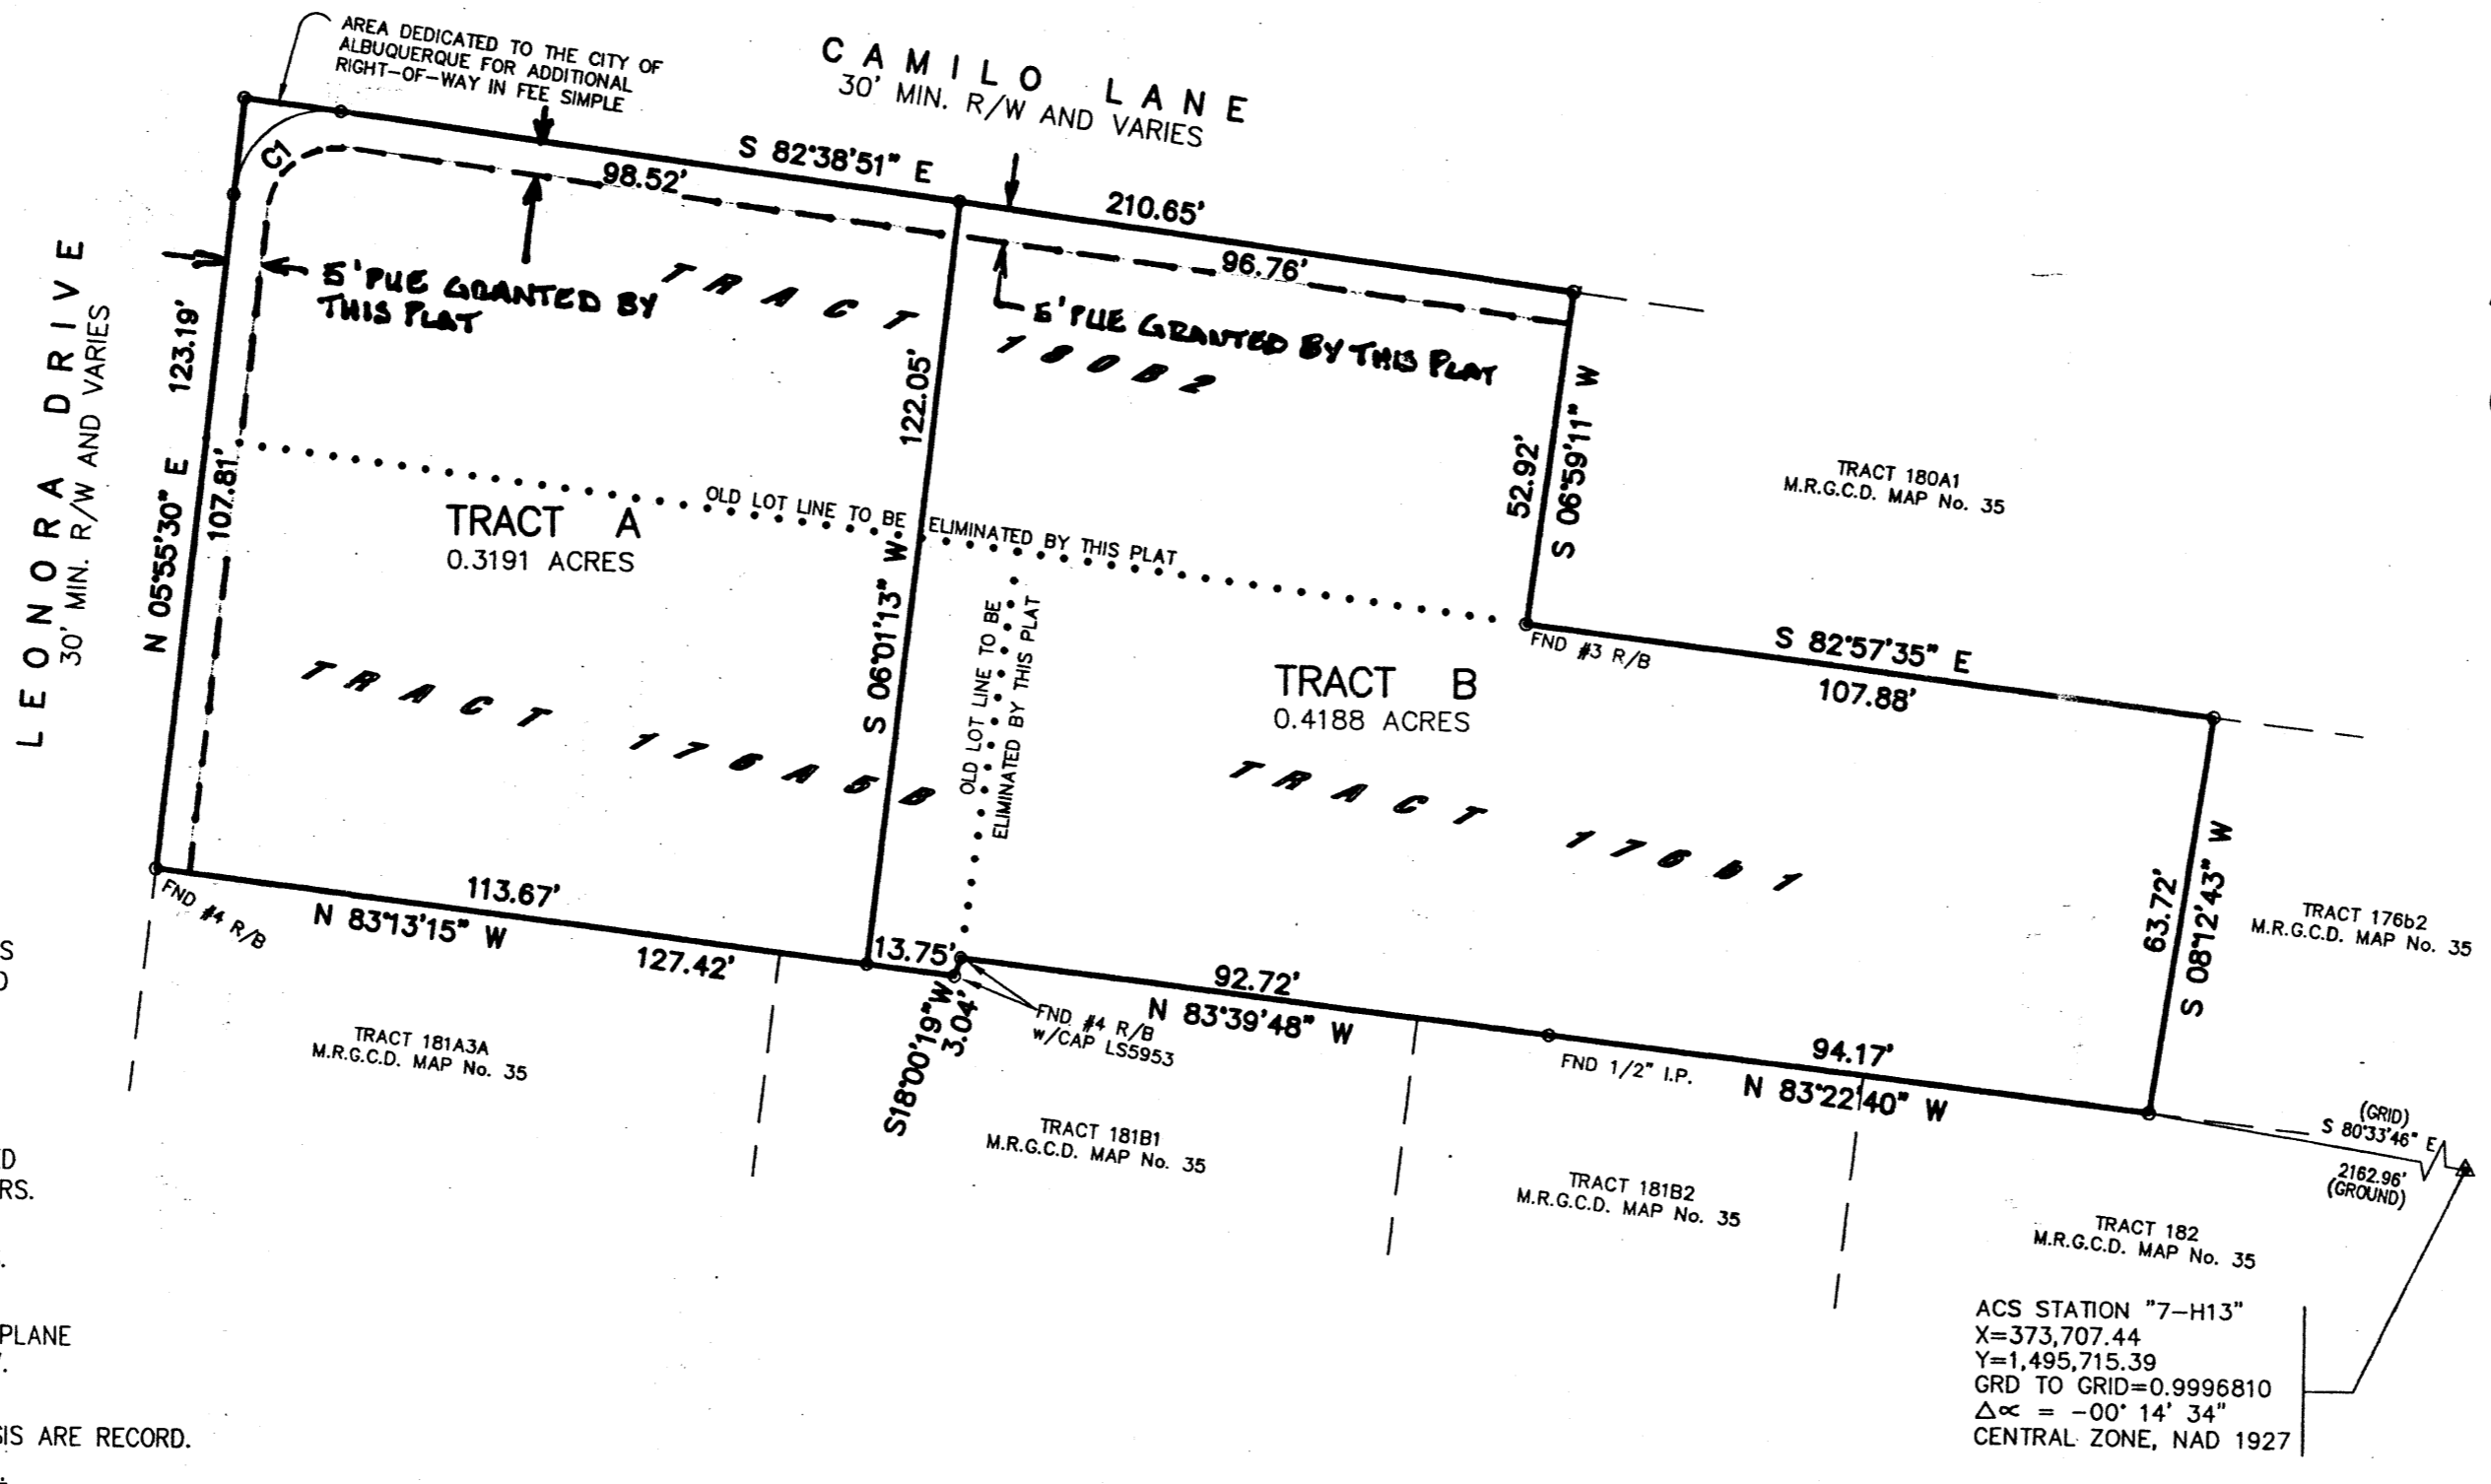 AREA DEDICATED TO THE CITY OF
ALBUQUERQUE FOR ADDITIONAL
RIGHT-OF-WAY IN FEE SIMPLE
CAMILO LANE
30' MIN. R/W AND VARIES
S 82°38'51" E
210.65'
98.52'
96.76'
C1
LEONORA DRIVE
30' MIN. R/W AND VARIES
N 05°55'30" E 123.19'
107.81'
5' PUE GRANTED BY
THIS PLAT
5' PUE GRANTED BY THIS PLAT
TRACT 180B2
122.05'
S 06°01'13" W
52.92'
S 06°59'11" W
TRACT 180A1
M.R.G.C.D. MAP No. 35
OLD LOT LINE TO BE ELIMINATED BY THIS PLAT
TRACT A
0.3191 ACRES
OLD LOT LINE TO BE
ELIMINATED BY THIS PLAT
FND #3 R/B
S 82°57'35" E
107.88'
TRACT B
0.4188 ACRES
TRACT 176A5B
TRACT 176b1
63.72'
S 08°12'43" W
TRACT 176b2
M.R.G.C.D. MAP No. 35
FND #4 R/B
113.67'
N 83°13'15" W
127.42'
13.75'
S18°00'19"W
3.04'
FND #4 R/B
w/CAP LS5953
92.72'
N 83°39'48" W
FND 1/2" I.P.
94.17'
N 83°22'40" W
TRACT 181A3A
M.R.G.C.D. MAP No. 35
TRACT 181B1
M.R.G.C.D. MAP No. 35
TRACT 181B2
M.R.G.C.D. MAP No. 35
TRACT 182
M.R.G.C.D. MAP No. 35
(GRID)
S 80°33'46" E
2162.96'
(GROUND)
ACS STATION "7-H13"
X=373,707.44
Y=1,495,715.39
GRD TO GRID=0.9996810
Δ∝ = -00° 14' 34"
CENTRAL ZONE, NAD 1927
RS.
PLANE
SIS ARE RECORD.